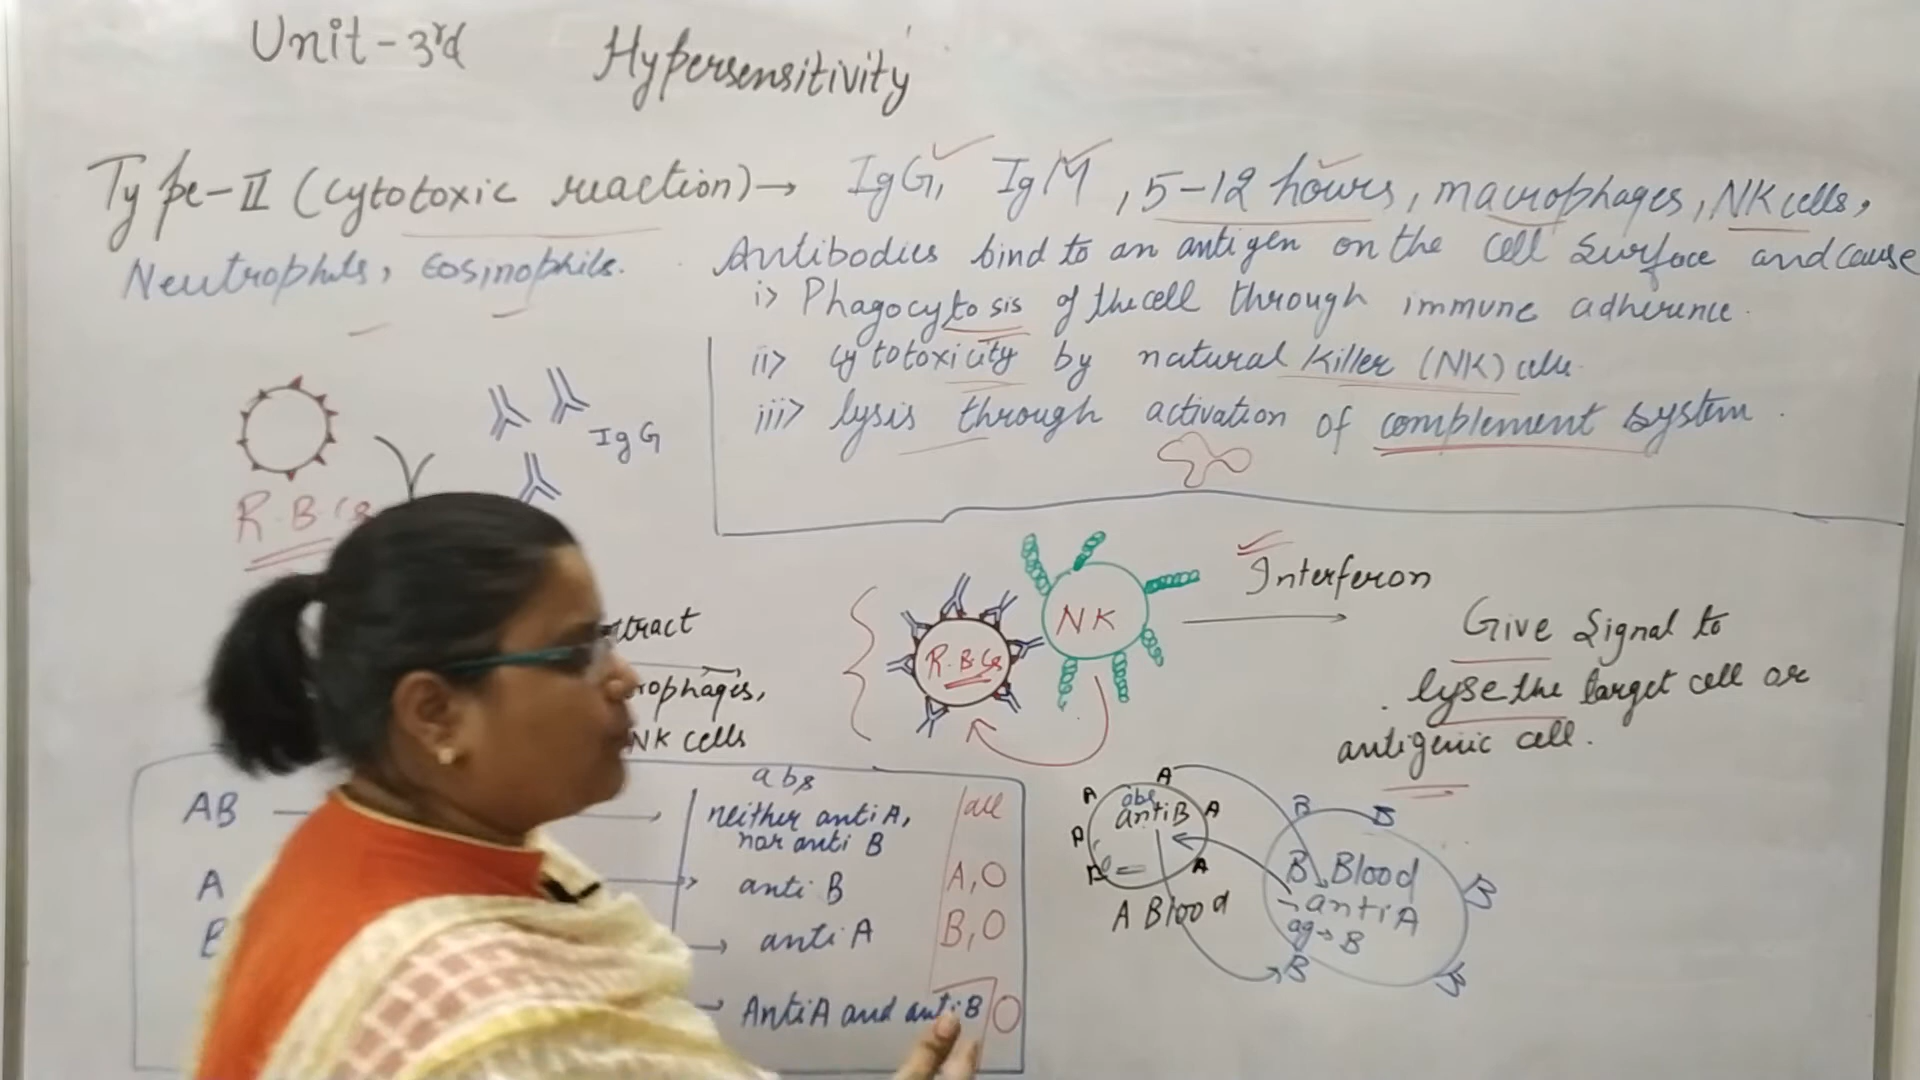 Unit-3rd Hypersensitivity
Type-II (Cytotoxic reaction)→ IgG, IgM, 5-12 hours, macrophages, NK cells,
Neutrophils, Eosinophils. Antibodies bind to an antigen on the cell surface and cause
i> Phagocytosis of the cell through immune adherence.
ii> cytotoxicity by natural killer (NK) cells.
iii> lysis through activation of complement system.
IgG
R.B.Cs
R.B.Cs
NK
Interferon
Give signal to
lyse the target cell or
antigenic cell.
NK cells
abs
AB neither anti A, all
nor anti B
A → anti B A,O
→ anti A B,O
→ Anti A and anti B O
A
A
A
A
abs
anti B
A Blood
B
B
B
B
B
B Blood
anti A
ag→B